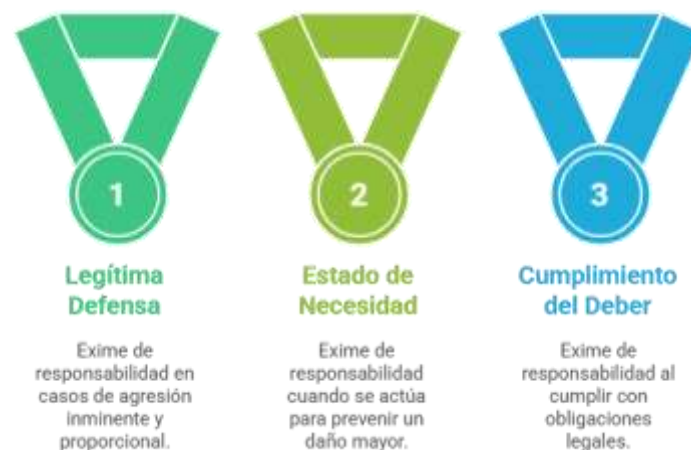 1
Legítima
Defensa
Exime de
responsabilidad en
casos de agresión
inminente y
proporcional.
2
Estado de
Necesidad
Exime de
responsabilidad
cuando se actúa
para prevenir un
daño mayor.
3
Cumplimiento
del Deber
Exime de
responsabilidad al
cumplir con
obligaciones
legales.